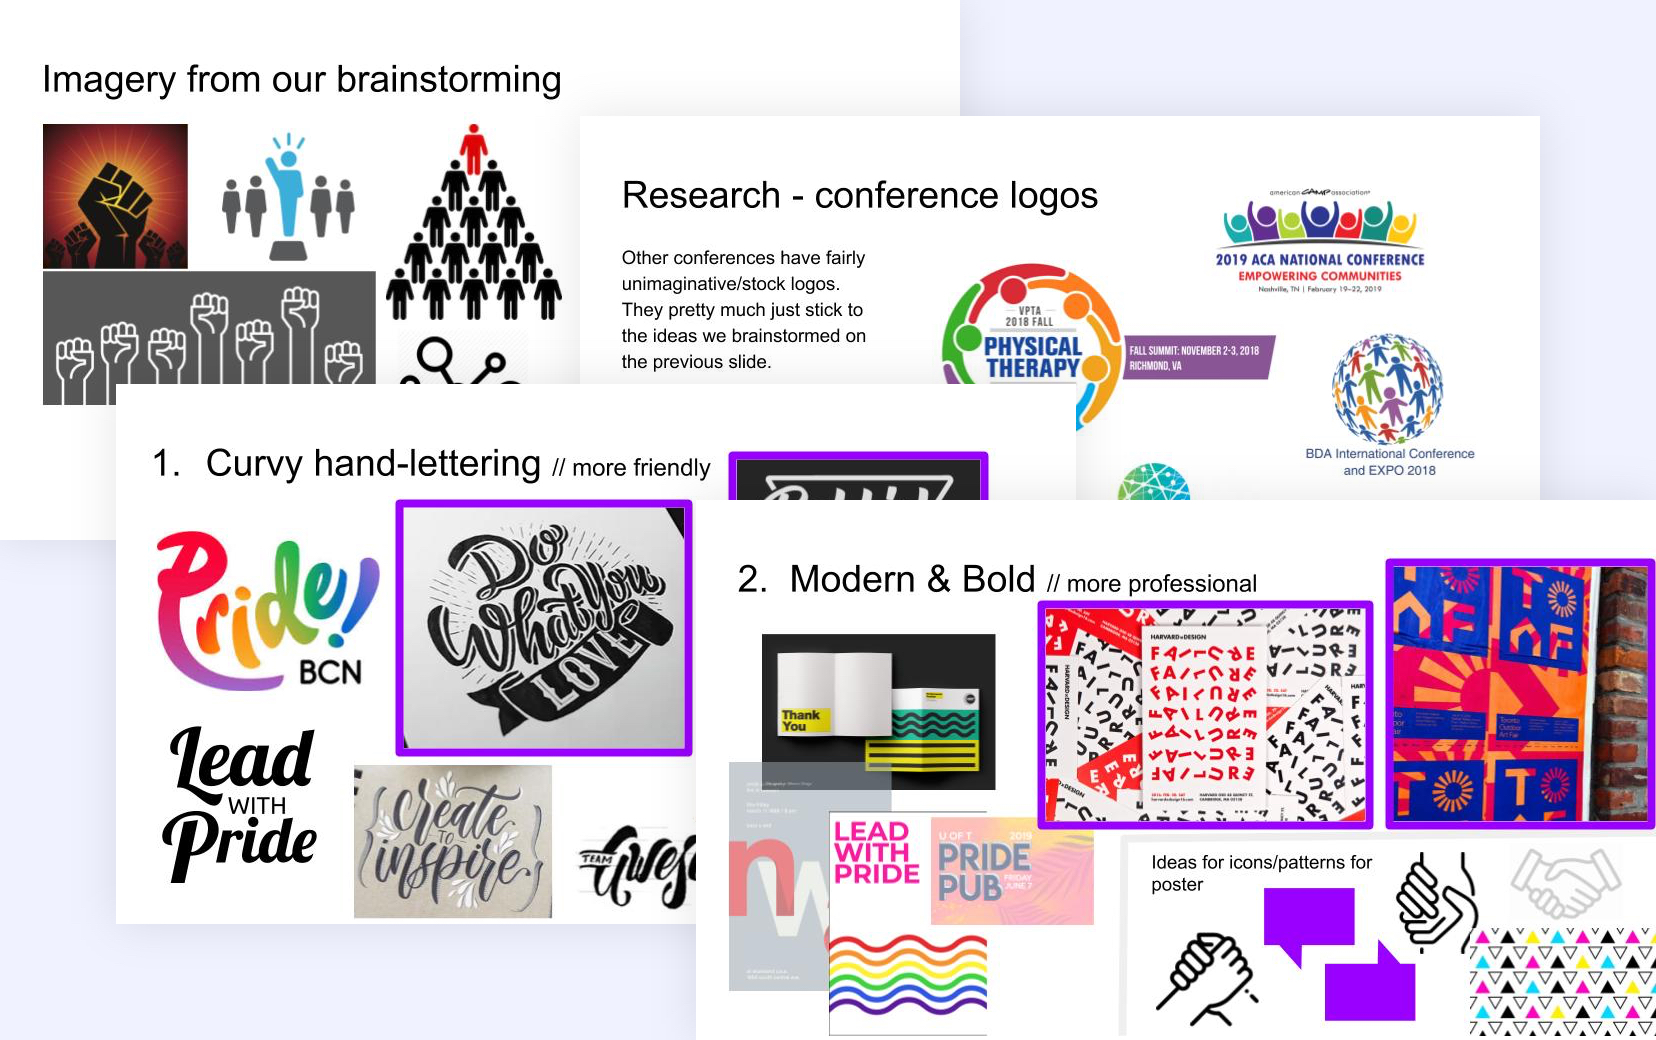 Imagery from our brainstorming
Research - conference logos
Other conferences have fairly
unimaginative/stock logos.
They pretty much just stick to
the ideas we brainstormed on
the previous slide.
american CAMP association®
2019 ACA NATIONAL CONFERENCE
EMPOWERING COMMUNITIES
Nashville, TN | February 19–22, 2019
VPTA
2018 FALL
PHYSICAL
THERAPY
FALL SUMMIT: NOVEMBER 2-3, 2018
RICHMOND, VA
BDA International Conference
and EXPO 2018
1. Curvy hand-lettering // more friendly
Pride!
BCN
Do
What You
LOVE
Lead
WITH
Pride
Create
TO
inspire
TEAM
2. Modern & Bold // more professional
Thank
You
HARVARD
DESIGN
FAILURE
FAILURE
FAILURE
FAILURE
FAILURE
FAILURE
FAILURE
Toronto
Outdoor
Art Fair
LEAD
WITH
PRIDE
U OF T 2019
PRIDE
PUB
FRIDAY
JUNE 7
Ideas for icons/patterns for
poster